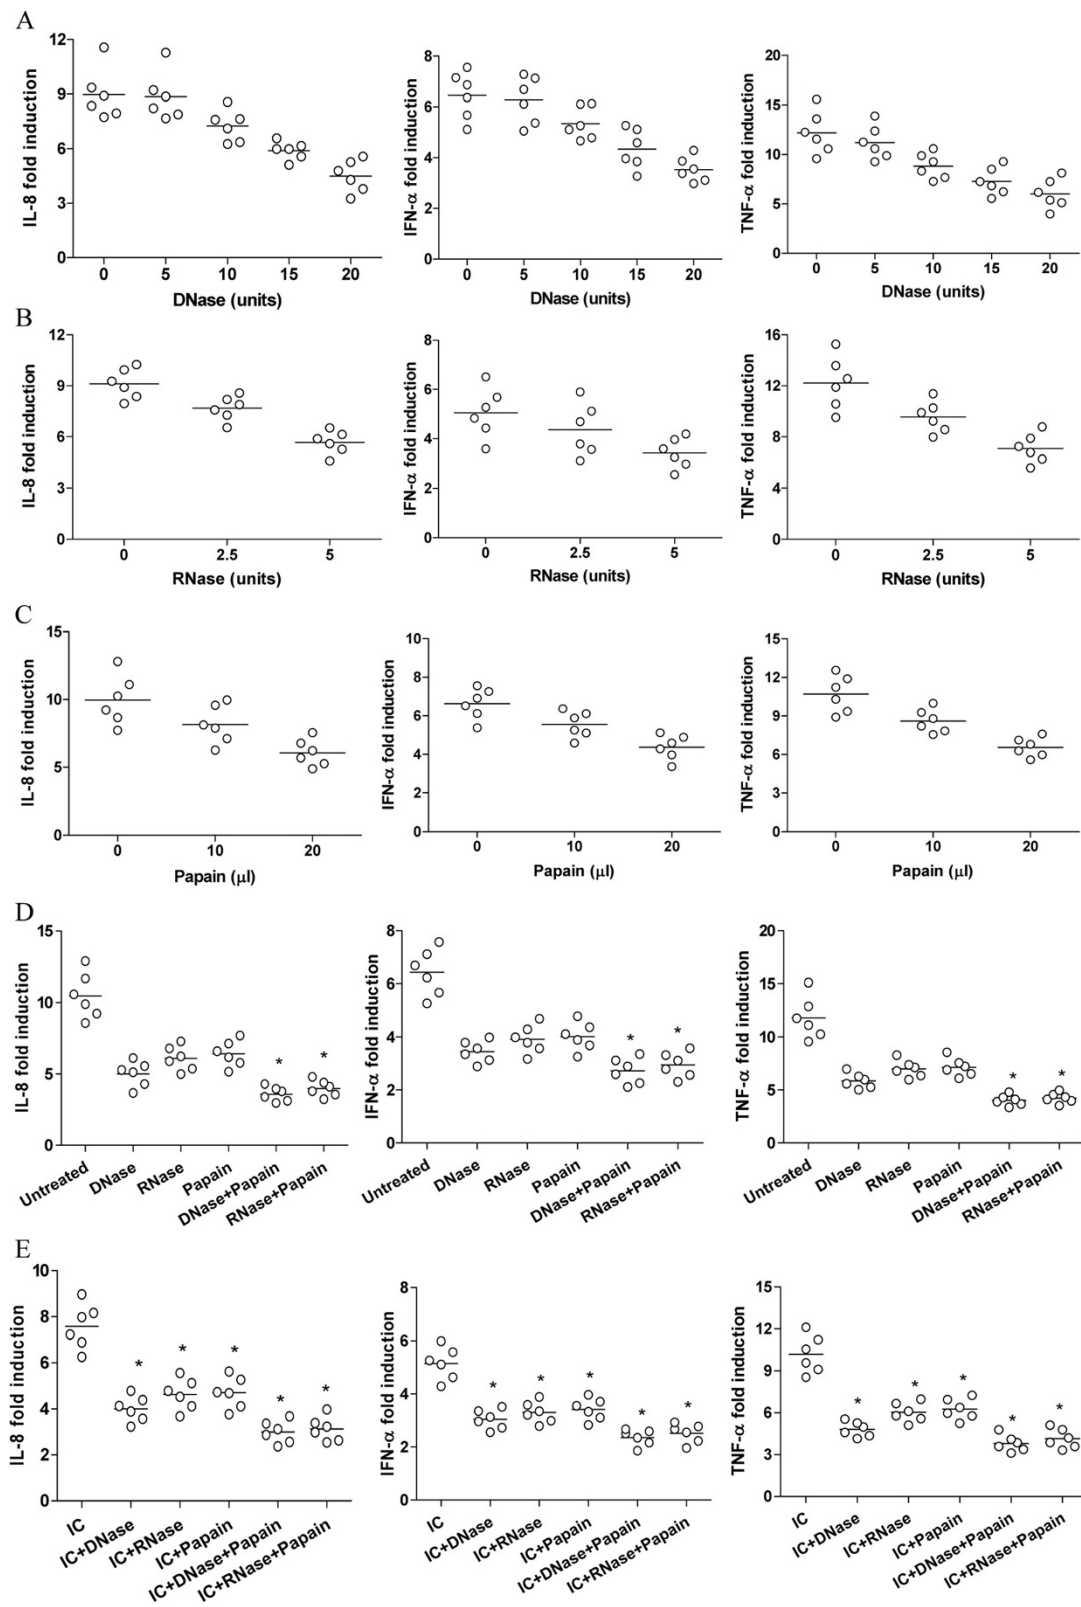 A
IL-8 fold induction
12
9
6
3
0
0 5 10 15 20
DNase (units)
IFN-α fold induction
8
6
4
2
0
0 5 10 15 20
DNase (units)
TNF-α fold induction
20
15
10
5
0
0 5 10 15 20
DNase (units)
B
IL-8 fold induction
12
9
6
3
0
0 2.5 5
RNase (units)
IFN-α fold induction
8
6
4
2
0
0 2.5 5
RNase (units)
TNF-α fold induction
16
12
8
4
0
0 2.5 5
RNase (units)
C
IL-8 fold induction
15
10
5
0
0 10 20
Papain (μl)
IFN-α fold induction
10
8
6
4
2
0
0 10 20
Papain (μl)
TNF-α fold induction
15
12
9
6
3
0
0 10 20
Papain (μl)
D
IL-8 fold induction
15
10
5
0
* *
Untreated
DNase
RNase
Papain
DNase+Papain
RNase+Papain
IFN-α fold induction
8
6
4
2
0
* *
Untreated
DNase
RNase
Papain
DNase+Papain
RNase+Papain
TNF-α fold induction
20
15
10
5
0
* *
Untreated
DNase
RNase
Papain
DNase+Papain
RNase+Papain
E
IL-8 fold induction
10
8
6
4
2
0
* * * * *
IC
IC+DNase
IC+RNase
IC+Papain
IC+DNase+Papain
IC+RNase+Papain
IFN-α fold induction
8
6
4
2
0
* * * * *
IC
IC+DNase
IC+RNase
IC+Papain
IC+DNase+Papain
IC+RNase+Papain
TNF-α fold induction
15
12
9
6
3
0
* * * * *
IC
IC+DNase
IC+RNase
IC+Papain
IC+DNase+Papain
IC+RNase+Papain